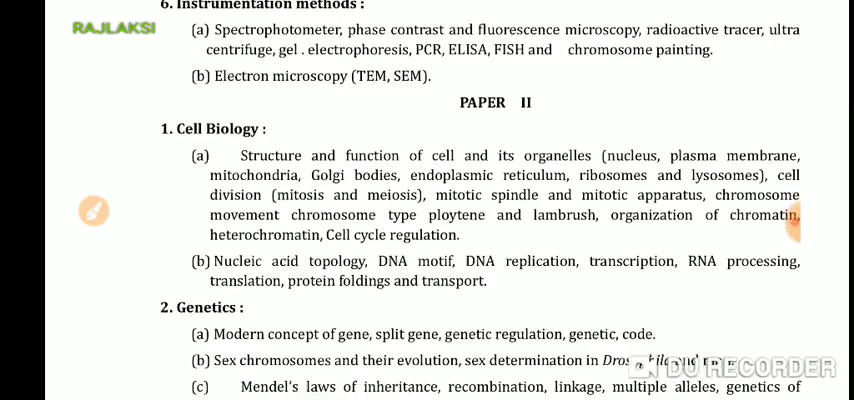 6. Instrumentation methods :
RAJLAKSI
(a) Spectrophotometer, phase contrast and fluorescence microscopy, radioactive tracer, ultra
centrifuge, gel . electrophoresis, PCR, ELISA, FISH and chromosome painting.
(b) Electron microscopy (TEM, SEM).
PAPER II
1. Cell Biology :
(a) Structure and function of cell and its organelles (nucleus, plasma membrane,
mitochondria, Golgi bodies, endoplasmic reticulum, ribosomes and lysosomes), cell
division (mitosis and meiosis), mitotic spindle and mitotic apparatus, chromosome
movement chromosome type ploytene and lambrush, organization of chromatin,
heterochromatin, Cell cycle regulation.
(b) Nucleic acid topology, DNA motif, DNA replication, transcription, RNA processing,
translation, protein foldings and transport.
2. Genetics :
(a) Modern concept of gene, split gene, genetic regulation, genetic, code.
(b) Sex chromosomes and their evolution, sex determination in Drosophila and
DU RECORDER
(c) Mendel's laws of inheritance, recombination, linkage, multiple alleles, genetics of